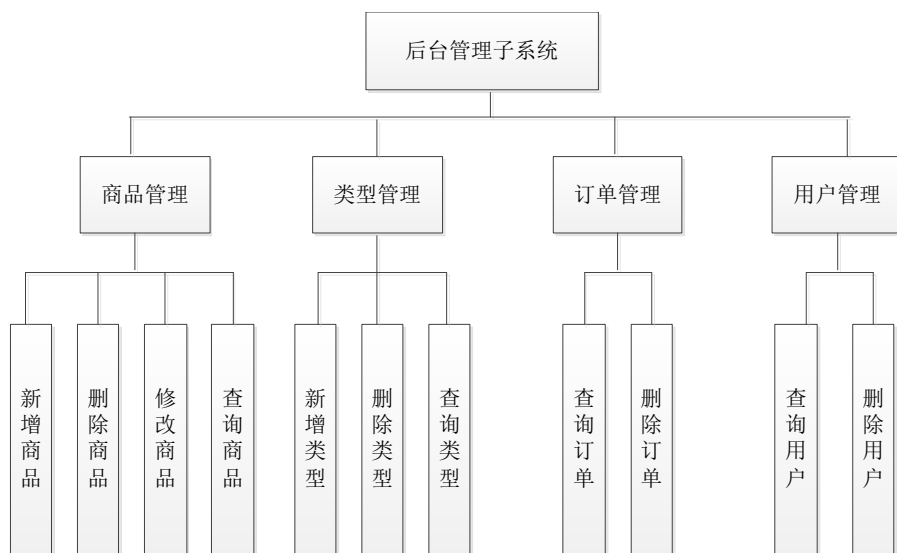 后台管理子系统
商品管理
类型管理
订单管理
用户管理
新增商品
删除商品
修改商品
查询商品
新增类型
删除类型
查询类型
查询订单
删除订单
查询用户
删除用户